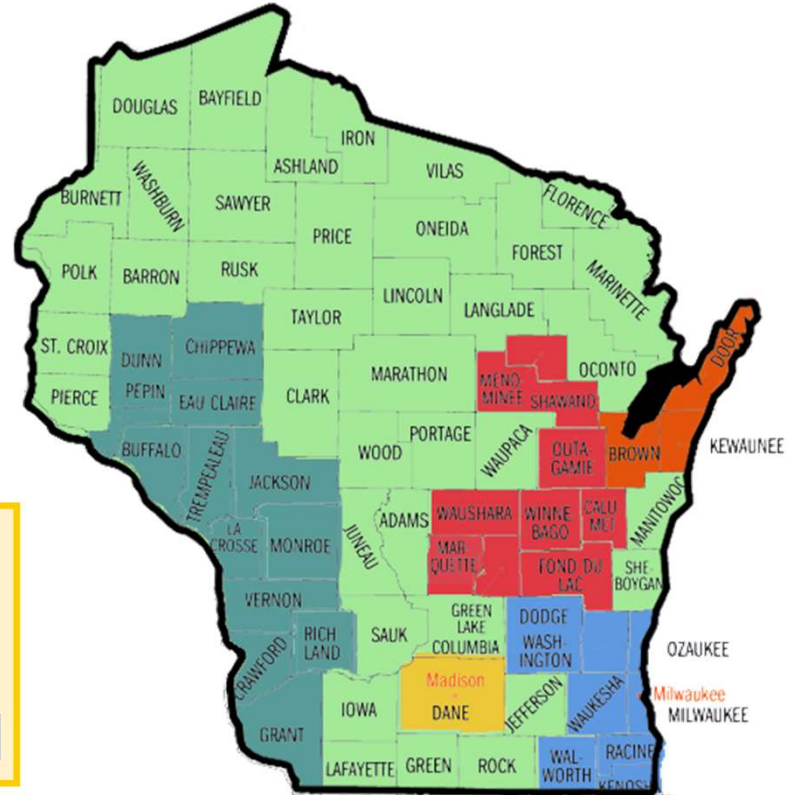 DOUGLAS
BAYFIELD
IRON
ASHLAND
VILAS
FLORENCE
BURNETT
WASHBURN
SAWYER
PRICE
ONEIDA
FOREST
MARINETTE
POLK
BARRON
RUSK
LINCOLN
LANGLADE
TAYLOR
ST. CROIX
DUNN
CHIPPEWA
OCONTO
DOOR
MARATHON
MENO-
MINEE
SHAWANO
PIERCE
PEPIN
EAU CLAIRE
CLARK
PORTAGE
WOOD
WAUPACA
OUTA-
GAMIE
BROWN
KEWAUNEE
BUFFALO
TREMPEALEAU
JACKSON
ADAMS
WAUSHARA
WINNE
BAGO
CALU
MET
MANITOWOC
LA
CROSSE
MONROE
JUNEAU
MAR-
QUETTE
FOND DU
LAC
SHE-
BOYGAN
VERNON
GREEN
LAKE
COLUMBIA
DODGE
WASH-
INGTON
OZAUKEE
CRAWFORD
RICH
LAND
SAUK
Madison
DANE
JEFFERSON
WAUKESHA
Milwaukee
MILWAUKEE
GRANT
IOWA
LAFAYETTE
GREEN
ROCK
WAL-
WORTH
RACINE
KENOSH